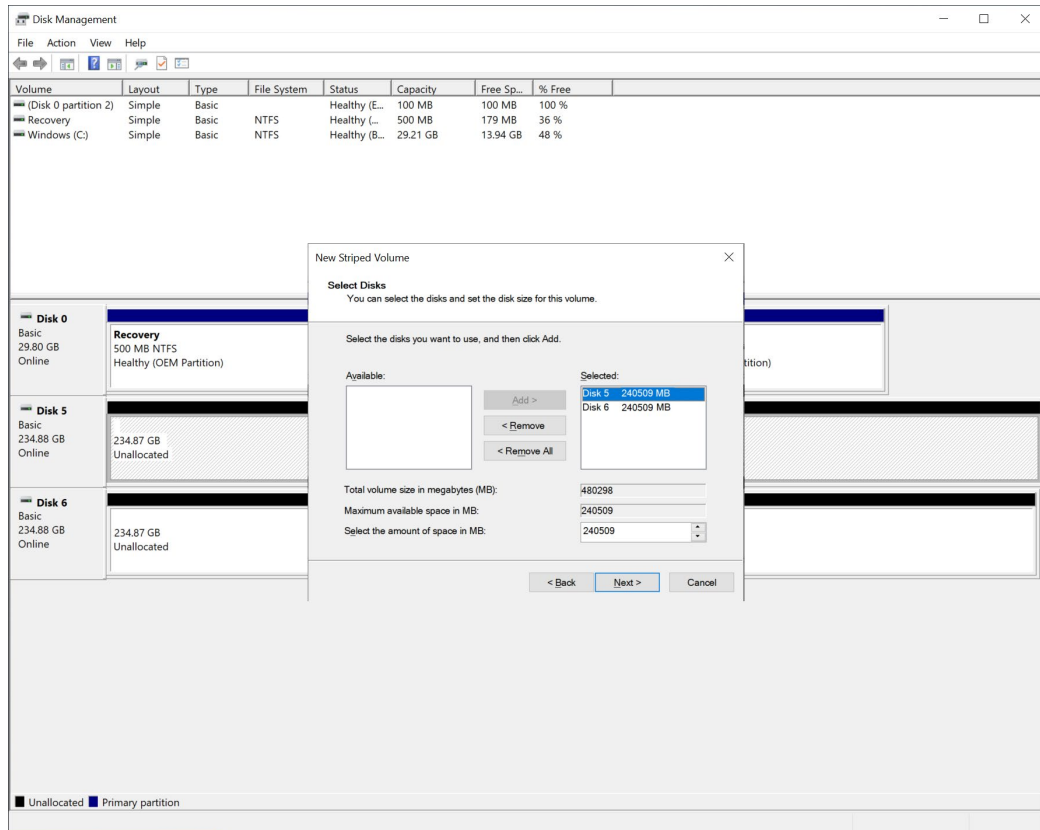 Disk Management
File Action View Help
Volume Layout Type File System Status Capacity Free Sp... % Free
(Disk 0 partition 2) Simple Basic Healthy (E... 100 MB 100 MB 100 %
Recovery Simple Basic NTFS Healthy (... 500 MB 179 MB 36 %
Windows (C:) Simple Basic NTFS Healthy (B... 29.21 GB 13.94 GB 48 %
New Striped Volume
Select Disks
You can select the disks and set the disk size for this volume.
Select the disks you want to use, and then click Add.
Available: Selected:
Add >
< Remove
< Remove All
Disk 5 240509 MB
Disk 6 240509 MB
Total volume size in megabytes (MB): 480298
Maximum available space in MB: 240509
Select the amount of space in MB: 240509
< Back Next > Cancel
Disk 0
Basic
29.80 GB
Online
Recovery
500 MB NTFS
Healthy (OEM Partition)
tition)
Disk 5
Basic
234.88 GB
Online
234.87 GB
Unallocated
Disk 6
Basic
234.88 GB
Online
234.87 GB
Unallocated
Unallocated Primary partition